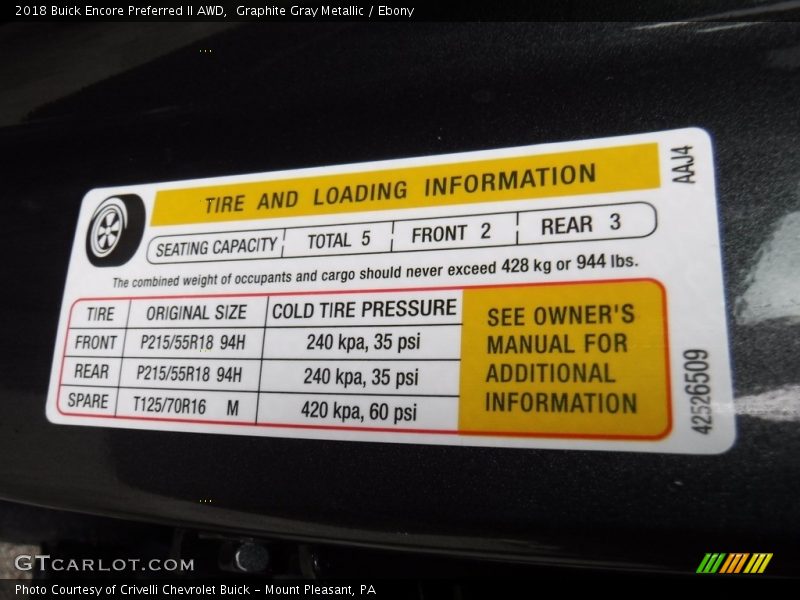 2018 Buick Encore Preferred II AWD,  Graphite Gray Metallic / Ebony
TIRE AND LOADING INFORMATION
AAJ4
SEATING CAPACITY TOTAL 5 FRONT 2 REAR 3
The combined weight of occupants and cargo should never exceed 428 kg or 944 lbs.
TIRE ORIGINAL SIZE COLD TIRE PRESSURE
FRONT P215/55R18 94H 240 kpa, 35 psi
REAR P215/55R18 94H 240 kpa, 35 psi
SPARE T125/70R16 M 420 kpa, 60 psi
SEE OWNER'S
MANUAL FOR
ADDITIONAL
INFORMATION
42526509
GTCARLOT.COM
Photo Courtesy of Crivelli Chevrolet Buick - Mount Pleasant, PA